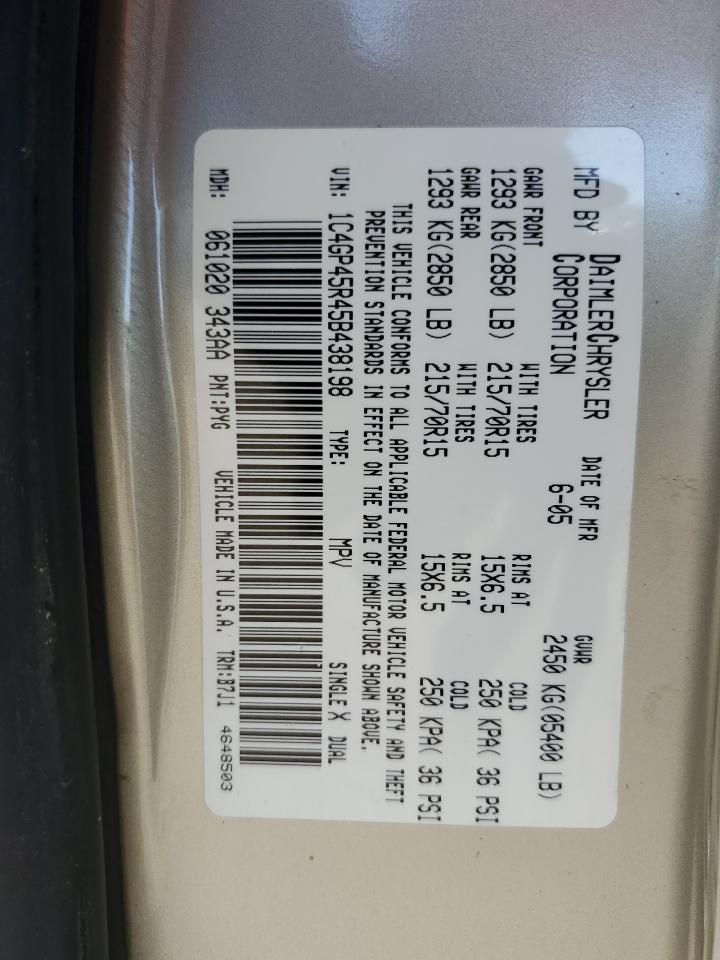 MFD BY DAIMLERCHRYSLER CORPORATION
DATE OF MFR
6-05
GVWR
2450 KG(05400 LB)
GAWR FRONT WITH TIRES RIMS AT COLD
1293 KG(2850 LB) 215/70R15 15X6.5 250 KPA( 36 PSI
GAWR REAR WITH TIRES RIMS AT COLD
1293 KG(2850 LB) 215/70R15 15X6.5 250 KPA( 36 PSI
THIS VEHICLE CONFORMS TO ALL APPLICABLE FEDERAL MOTOR VEHICLE SAFETY AND THEFT
PREVENTION STANDARDS IN EFFECT ON THE DATE OF MANUFACTURE SHOWN ABOVE.
VIN: 1C4GP45R45B438198 TYPE: MPV SINGLE X DUAL
MDH: 061020 343AA PNT:PYG VEHICLE MADE IN U.S.A. TRM:B7J1 4648503